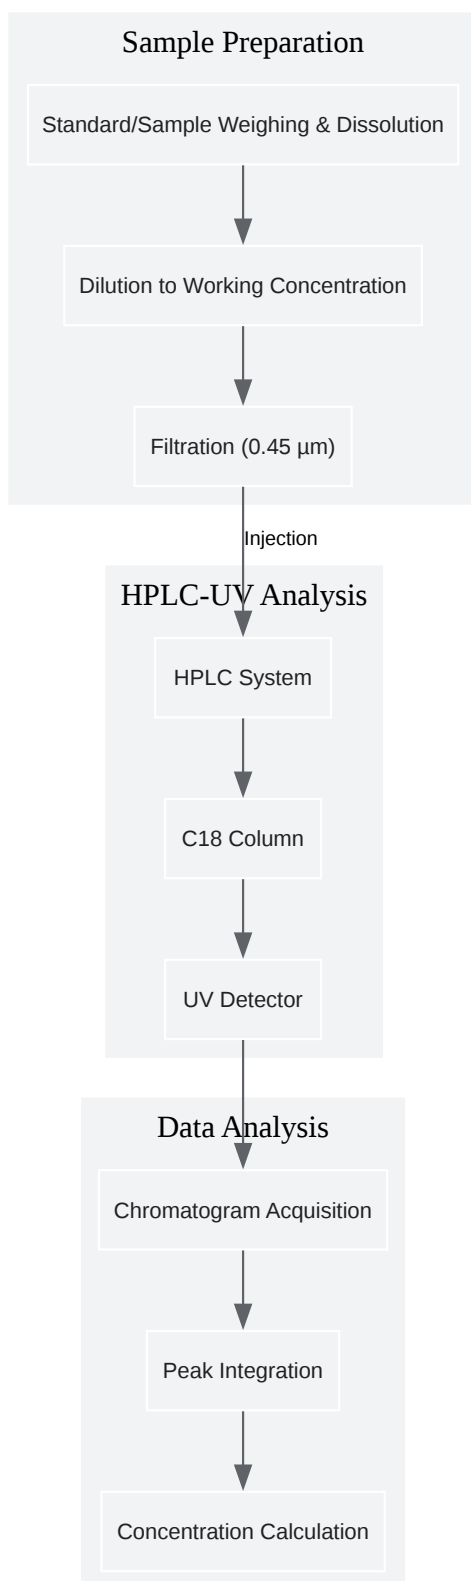 Sample Preparation
Standard/Sample Weighing & Dissolution
Dilution to Working Concentration
Filtration (0.45 µm)
Injection
HPLC-UV Analysis
HPLC System
C18 Column
UV Detector
Data Analysis
Chromatogram Acquisition
Peak Integration
Concentration Calculation